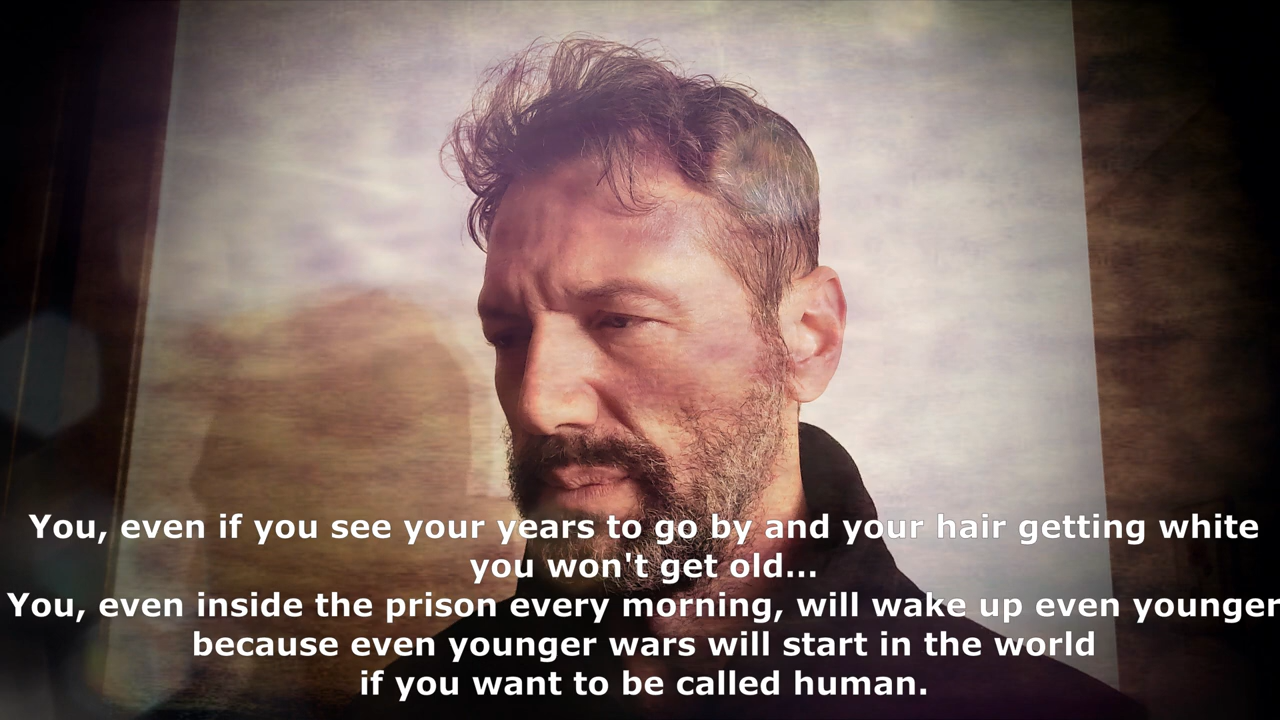 You, even if you see your years to go by and your hair getting white
you won't get old...
You, even inside the prison every morning, will wake up even younger
because even younger wars will start in the world
if you want to be called human.